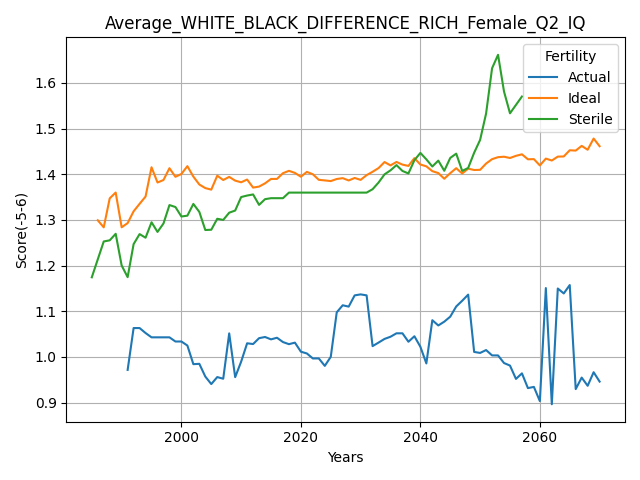 Average_WHITE_BLACK_DIFFERENCE_RICH_Female_Q2_IQ
Fertility
Actual
Ideal
Sterile
Score(-5-6)
1.6
1.5
1.4
1.3
1.2
1.1
1.0
0.9
2000 2020 2040 2060
Years